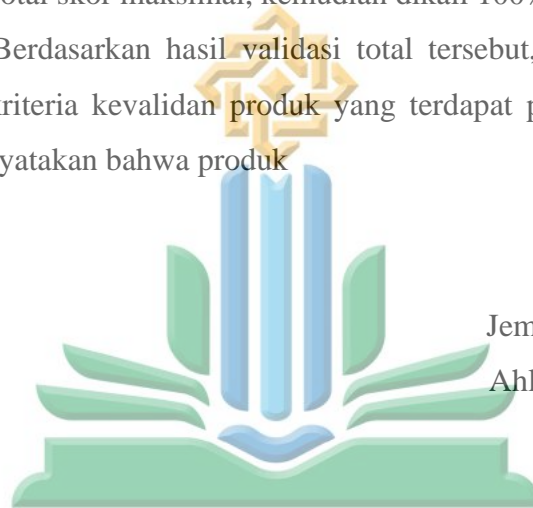 otal skor maksimal, kemudian dikali 100%
Berdasarkan hasil validasi total tersebut,
kriteria kevalidan produk yang terdapat p
yatakan bahwa produk
Jem
Ahl